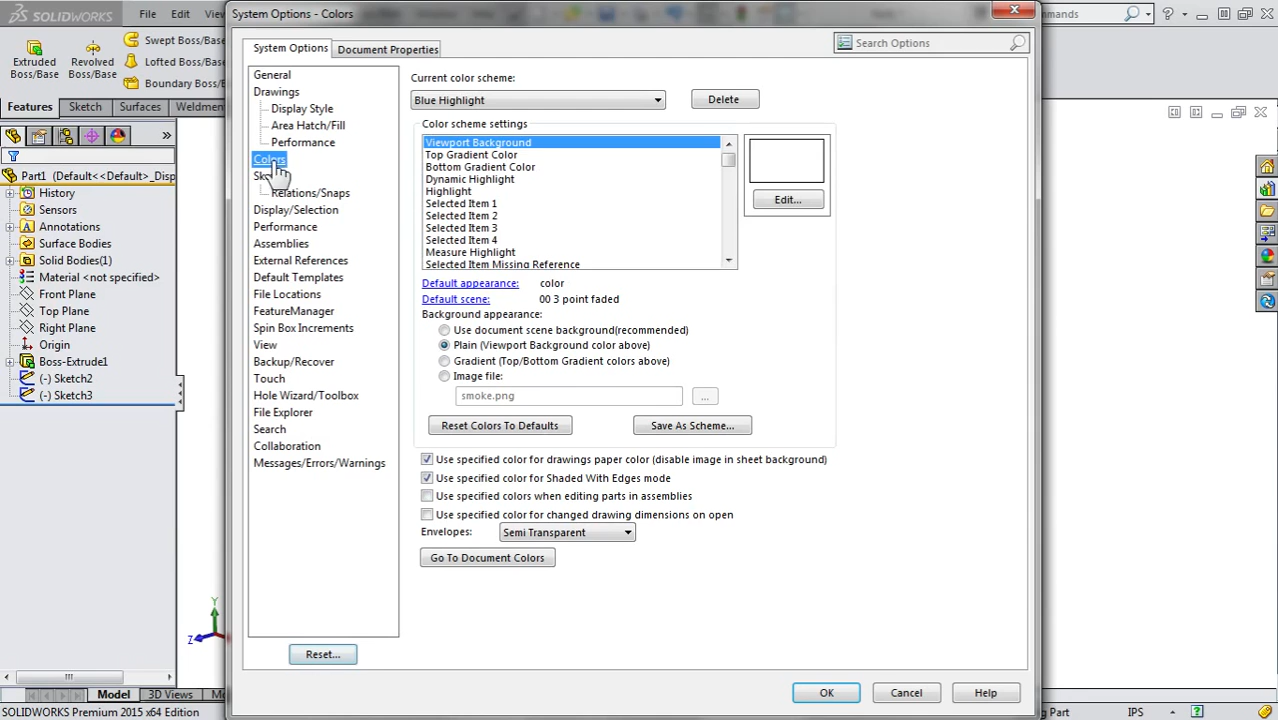 SOLIDWORKS File Edit
System Options - Colors
Commands
Extruded Boss/Base
Revolved Boss/Base
Swept Boss/Base
Lofted Boss/Base
Boundary Boss/
Features Sketch Surfaces Weldmen
Part1 (Default<<Default>_Disp
History
Sensors
Annotations
Surface Bodies
Solid Bodies(1)
Material <not specified>
Front Plane
Top Plane
Right Plane
Origin
Boss-Extrude1
(-) Sketch2
(-) Sketch3
System Options Document Properties
Search Options
General
Drawings
Display Style
Area Hatch/Fill
Performance
Colors
Sk
Relations/Snaps
Display/Selection
Performance
Assemblies
External References
Default Templates
File Locations
FeatureManager
Spin Box Increments
View
Backup/Recover
Touch
Hole Wizard/Toolbox
File Explorer
Search
Collaboration
Messages/Errors/Warnings
Reset...
Current color scheme:
Blue Highlight
Delete
Color scheme settings
Viewport Background
Top Gradient Color
Bottom Gradient Color
Dynamic Highlight
Highlight
Selected Item 1
Selected Item 2
Selected Item 3
Selected Item 4
Measure Highlight
Selected Item Missing Reference
Edit...
Default appearance: color
Default scene: 00 3 point faded
Background appearance:
Use document scene background(recommended)
Plain (Viewport Background color above)
Gradient (Top/Bottom Gradient colors above)
Image file:
smoke.png
...
Reset Colors To Defaults
Save As Scheme...
Use specified color for drawings paper color (disable image in sheet background)
Use specified color for Shaded With Edges mode
Use specified colors when editing parts in assemblies
Use specified color for changed drawing dimensions on open
Envelopes: Semi Transparent
Go To Document Colors
OK Cancel Help
Y
Z
Model 3D Views Mo
SOLIDWORKS Premium 2015 x64 Edition
ng Part IPS